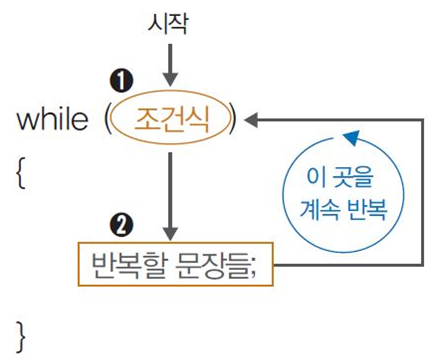 시작
❶
while (조건식)
{
이 곳을
계속 반복
❷
반복할 문장들;
}